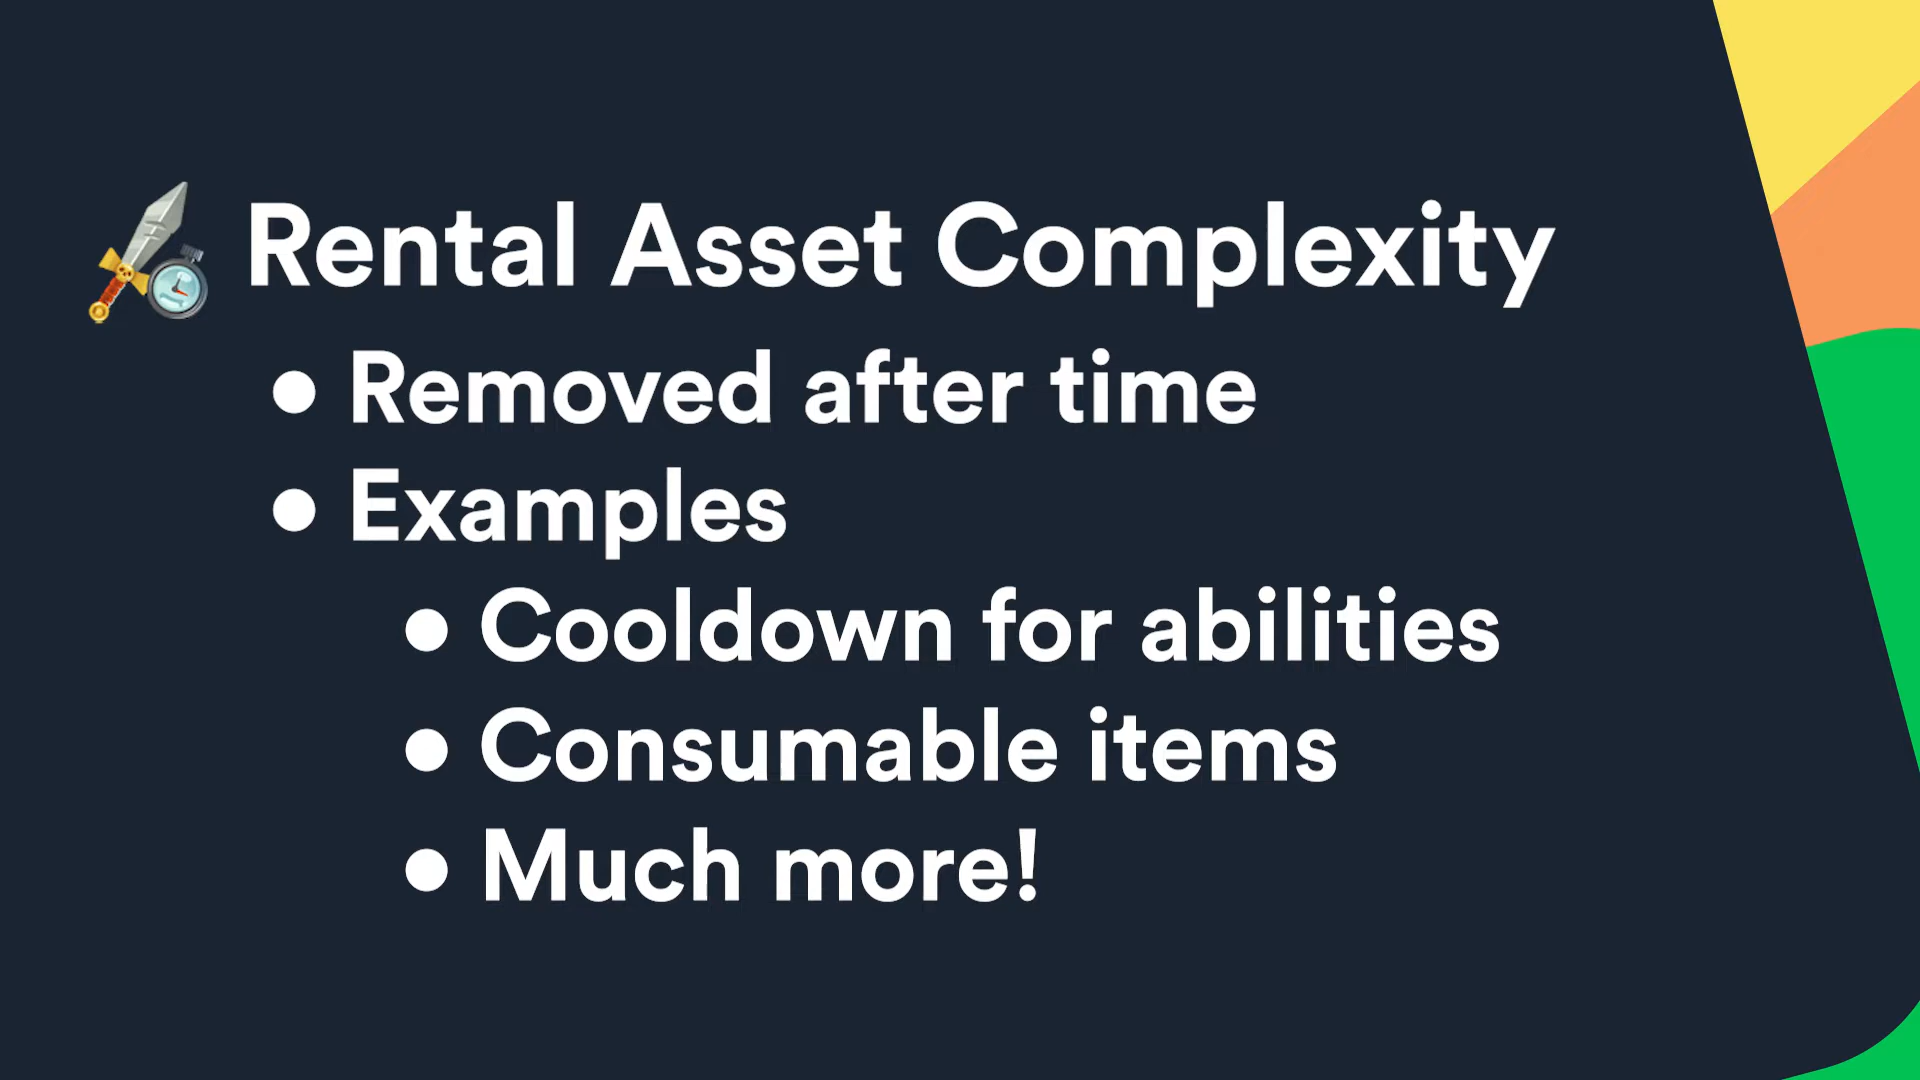 Rental Asset Complexity
• Removed after time
• Examples
• Cooldown for abilities
• Consumable items
• Much more!